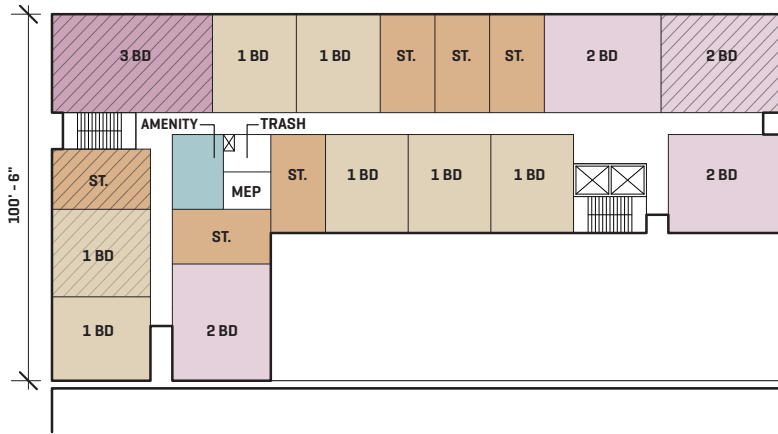 3 BD
1 BD
1 BD
ST.
ST.
ST.
2 BD
2 BD
AMENITY
TRASH
ST.
MEP
ST.
1 BD
1 BD
1 BD
2 BD
100' - 6"
1 BD
ST.
1 BD
2 BD